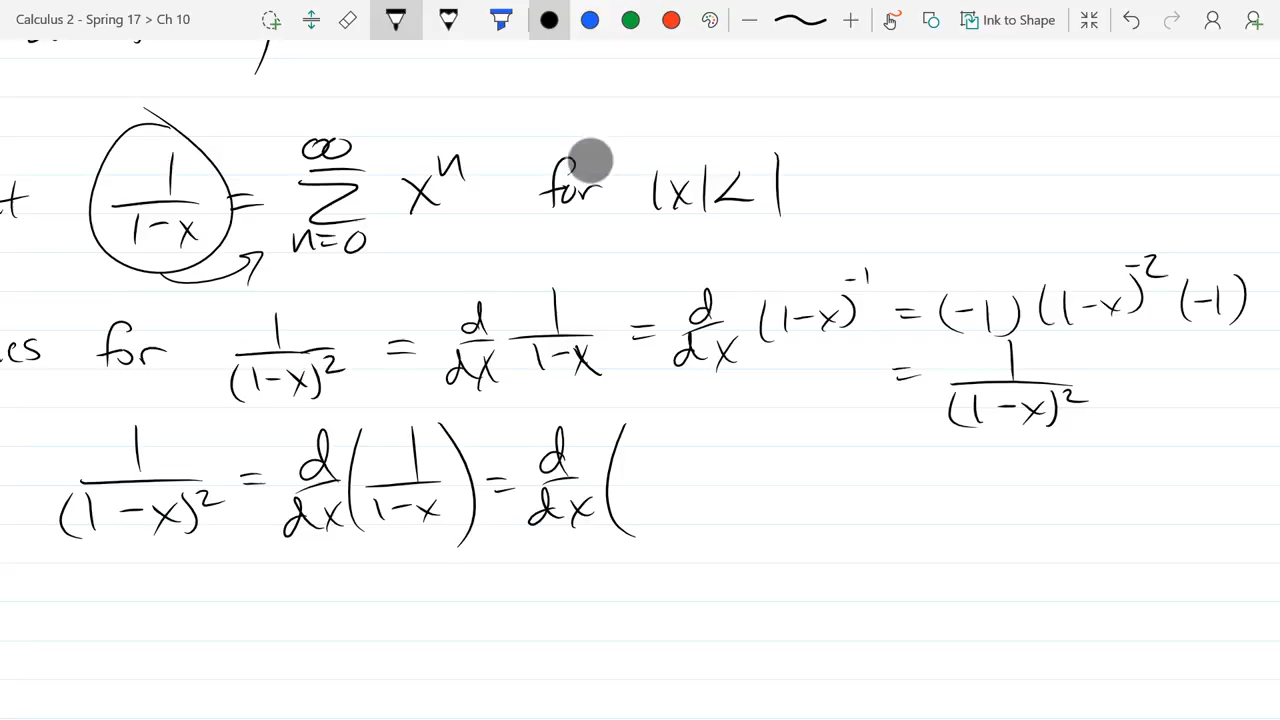 Calculus 2 - Spring 17 > Ch 10
Ink to Shape
1/(1-x) = ∑_{n=0}^{∞} x^n for |x| < 1
for 1/(1-x)^2 = d/dx 1/(1-x) = d/dx (1-x)^{-1} = (-1)(1-x)^{-2}(-1)
= 1/(1-x)^2
1/(1-x)^2 = d/dx (1/(1-x)) = d/dx (